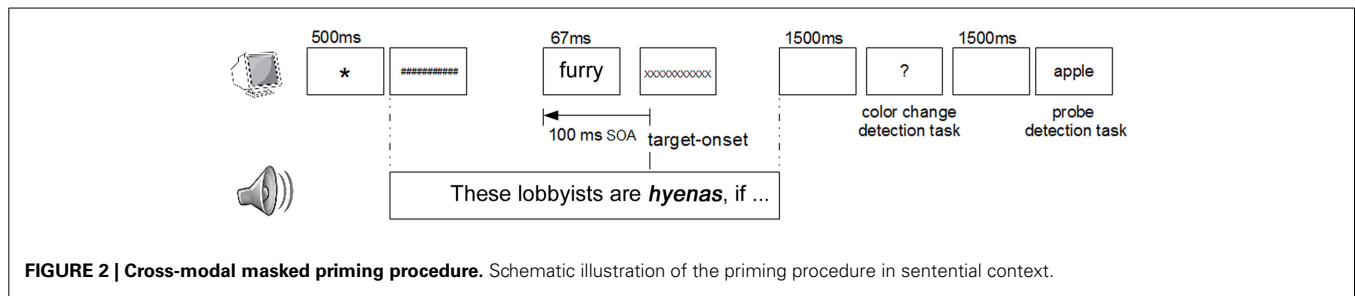 500ms 67ms 1500ms 1500ms
* ########### furry xxxxxxxxxxx ? apple
color change probe
detection task detection task
100 ms SOA target-onset
These lobbyists are hyenas, if ...
FIGURE 2 | Cross-modal masked priming procedure. Schematic illustration of the priming procedure in sentential context.